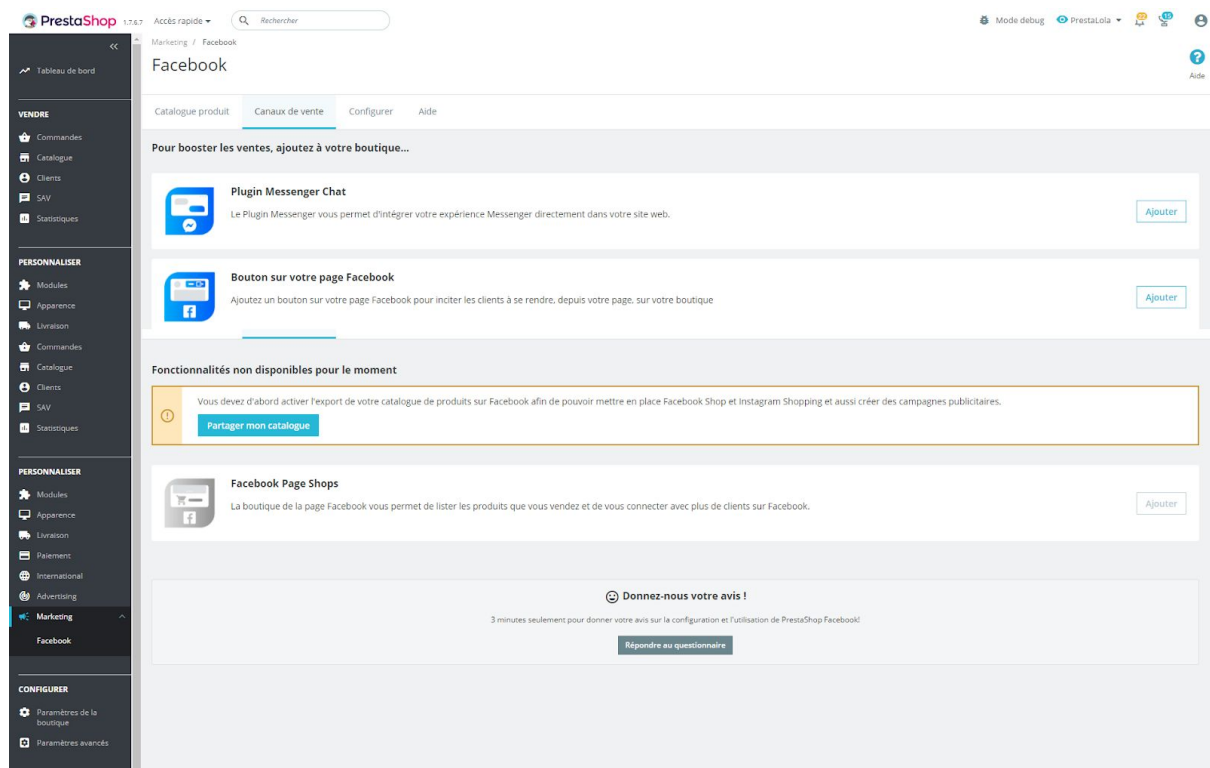 PrestaShop 1.7.6.7 Accès rapide Rechercher Mode debug PrestaLola
Marketing / Facebook
Facebook
Aide
Catalogue produit Canaux de vente Configurer Aide
Tableau de bord
VENDRE
Commandes
Catalogue
Clients
SAV
Statistiques
PERSONNALISER
Modules
Apparence
Livraison
Commandes
Catalogue
Clients
SAV
Statistiques
PERSONNALISER
Modules
Apparence
Livraison
Paiement
International
Advertising
Marketing
Facebook
CONFIGURER
Paramètres de la
boutique
Paramètres avancés
Pour booster les ventes, ajoutez à votre boutique...
Plugin Messenger Chat
Le Plugin Messenger vous permet d'intégrer votre expérience Messenger directement dans votre site web.
Ajouter
Bouton sur votre page Facebook
Ajoutez un bouton sur votre page Facebook pour inciter les clients à se rendre, depuis votre page, sur votre boutique
Ajouter
Fonctionnalités non disponibles pour le moment
Vous devez d'abord activer l'export de votre catalogue de produits sur Facebook afin de pouvoir mettre en place Facebook Shop et Instagram Shopping et aussi créer des campagnes publicitaires.
Partager mon catalogue
Facebook Page Shops
La boutique de la page Facebook vous permet de lister les produits que vous vendez et de vous connecter avec plus de clients sur Facebook.
Ajouter
Donnez-nous votre avis !
3 minutes seulement pour donner votre avis sur la configuration et l'utilisation de PrestaShop Facebook!
Répondre au questionnaire